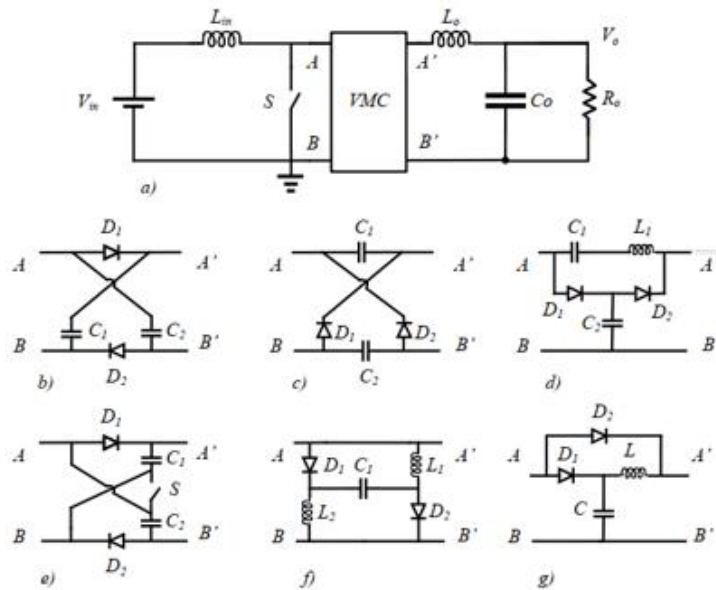 L_in L_o V_o
A A'
V_in S VMC Co R_o
B B'
a)
D_1 C_1 C_1 L_1
A A' A A' A A
C_1 C_2 D_1 D_2 D_1 C_2 D_2
B B' B B' B B
D_2 C_2
b) c) d)
D_1 D_2
A C_1 A' A D_1 C_1 L_1 A' A D_1 L A'
S
C_2 L_2 D_2 C
B D_2 B' B B' B B'
e) f) g)